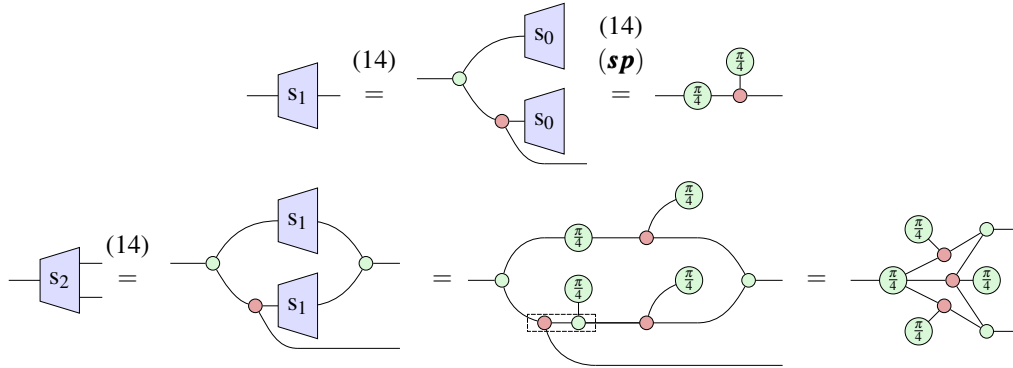 (14) s₀ (14)
s₁ = (sp) π/4
= π/4
s₀
s₁ π/4
(14) π/4 π/4
s₂ = = π/4 π/4 = π/4 π/4
s₁ π/4